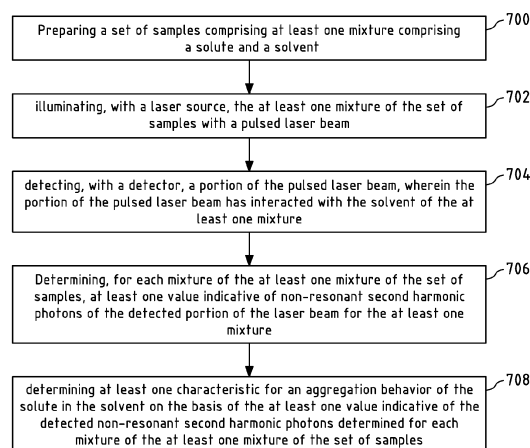 Preparing a set of samples comprising at least one mixture comprising
a solute and a solvent
700
illuminating, with a laser source, the at least one mixture of the set of
samples with a pulsed laser beam
702
detecting, with a detector, a portion of the pulsed laser beam, wherein the
portion of the pulsed laser beam has interacted with the solvent of the at
least one mixture
704
Determining, for each mixture of the at least one mixture of the set of
samples, at least one value indicative of non-resonant second harmonic
photons of the detected portion of the laser beam for the at least one
mixture
706
determining at least one characteristic for an aggregation behavior of the
solute in the solvent on the basis of the at least one value indicative of the
detected non-resonant second harmonic photons determined for each
mixture of the at least one mixture of the set of samples
708